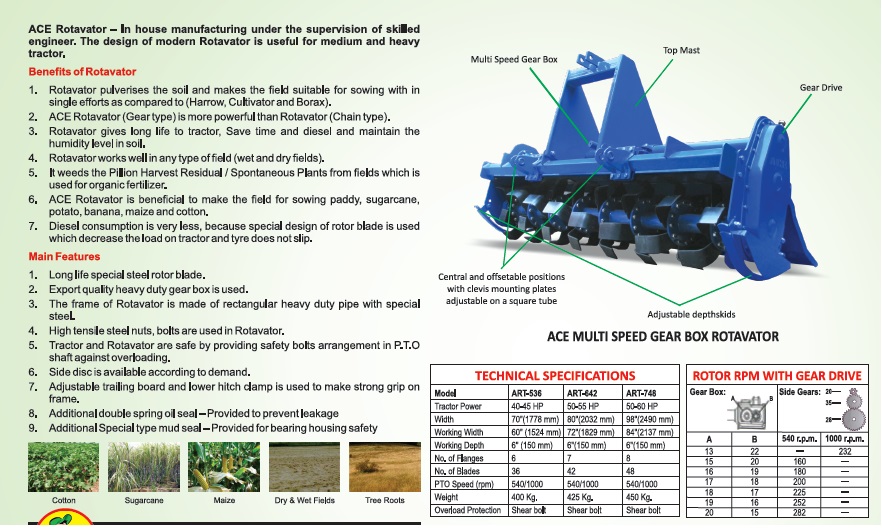 ACE Rotavator – In house manufacturing under the supervision of skilled
engineer. The design of modern Rotavator is useful for medium and heavy
tractor.
Benefits of Rotavator
1. Rotavator pulverises the soil and makes the field suitable for sowing with in
single efforts as compared to (Harrow, Cultivator and Borax).
2. ACE Rotavator (Gear type) is more powerful than Rotavator (Chain type).
3. Rotavator gives long life to tractor, Save time and diesel and maintain the
humidity level in soil.
4. Rotavator works well in any type of field (wet and dry fields).
5. It weeds the Pillion Harvest Residual / Spontaneous Plants from fields which is
used for organic fertilizer.
6. ACE Rotavator is beneficial to make the field for sowing paddy, sugarcane,
potato, banana, maize and cotton.
7. Diesel consumption is very less, because special design of rotor blade is used
which decrease the load on tractor and tyre does not slip.
Main Features
1. Long life special steel rotor blade.
2. Export quality heavy duty gear box is used.
3. The frame of Rotavator is made of rectangular heavy duty pipe with special
steel.
4. High tensile steel nuts, bolts are used in Rotavator.
5. Tractor and Rotavator are safe by providing safety bolts arrangement in P.T.O
shaft against overloading.
6. Side disc is available according to demand.
7. Adjustable trailing board and lower hitch clamp is used to make strong grip on
frame.
8. Additional double spring oil seal – Provided to prevent leakage
9. Additional Special type mud seal – Provided for bearing housing safety
Cotton Sugarcane Maize Dry & Wet Fields Tree Roots
Multi Speed Gear Box
Top Mast
Gear Drive
Central and offsetable positions
with clevis mounting plates
adjustable on a square tube
Adjustable depthskids
ACE MULTI SPEED GEAR BOX ROTAVATOR
TECHNICAL SPECIFICATIONS
Model ART-536 ART-642 ART-748
Tractor Power 40-45 HP 50-55 HP 50-60 HP
Width 70"(1778 mm) 80"(2032 mm) 98"(2490 mm)
Working Width 60" (1524 mm) 72"(1829 mm) 84"(2137 mm)
Working Depth 6" (150 mm) 6"(150 mm) 6"(150 mm)
No. of Flanges 6 7 8
No. of Blades 36 42 48
PTO Speed (rpm) 540/1000 540/1000 540/1000
Weight 400 Kg. 425 Kg. 450 Kg.
Overload Protection Shear bolt Shear bolt Shear bolt
ROTOR RPM WITH GEAR DRIVE
Gear Box: A B Side Gears: 26
35
26
A B 540 r.p.m. 1000 r.p.m.
13 22 — 232
15 20 160 —
16 19 180 —
17 18 200 —
18 17 225 —
19 16 252 —
20 15 282 —